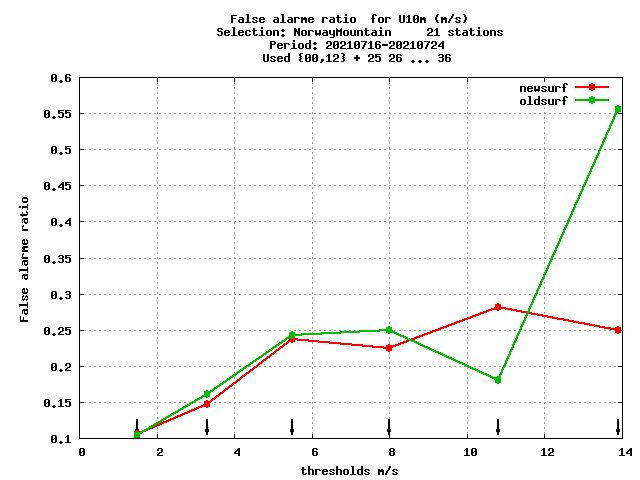 False alarme ratio  for U10m (m/s)
Selection: NorwayMountain     21 stations
Period: 20210716-20210724
Used {00,12} + 25 26 ... 36
newsurf
oldsurf
0.6
0.55
0.5
0.45
0.4
0.35
0.3
0.25
0.2
0.15
0.1
False alarme ratio
0 2 4 6 8 10 12 14
thresholds m/s